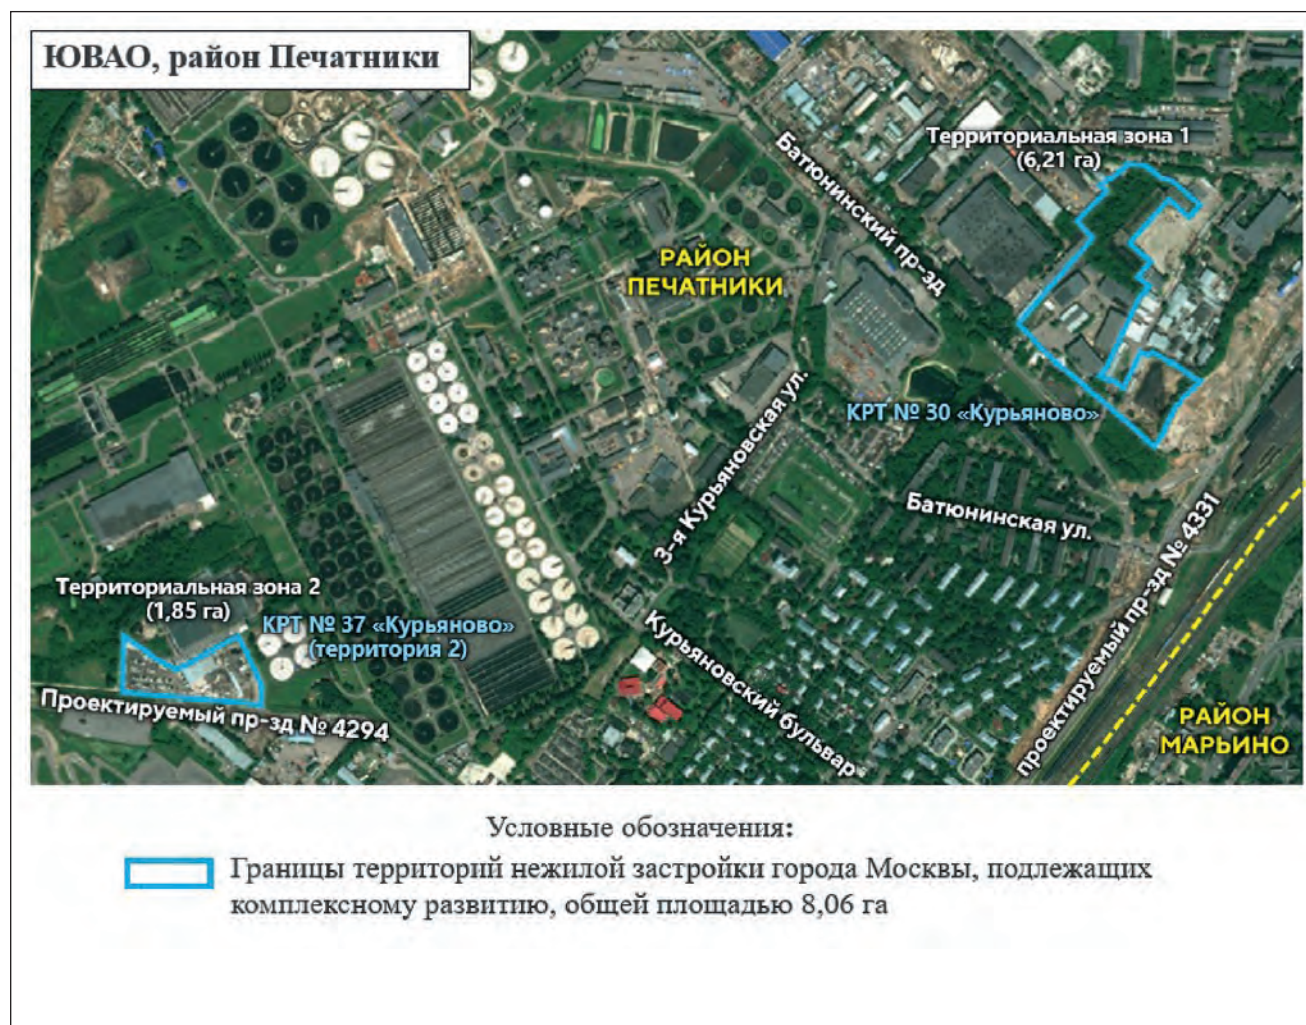 ЮВАО, район Печатники
Территориальная зона 1
(6,21 га)
Батюнинский пр-зд
РАЙОН
ПЕЧАТНИКИ
КРТ № 30 «Курьяново»
3-я Курьяновская ул.
Батюнинская ул.
проектируемый пр-зд № 4331
Территориальная зона 2
(1,85 га)
КРТ № 37 «Курьяново»
(территория 2)
Курьяновский бульвар
Проектируемый пр-зд № 4294
РАЙОН
МАРЬИНО
Условные обозначения:
Границы территорий нежилой застройки города Москвы, подлежащих
комплексному развитию, общей площадью 8,06 га